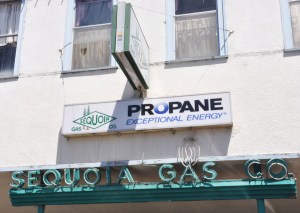 SEQUOIA
GAS CO
PROPANE
EXCEPTIONAL ENERGY
SEQUOIA GAS CO